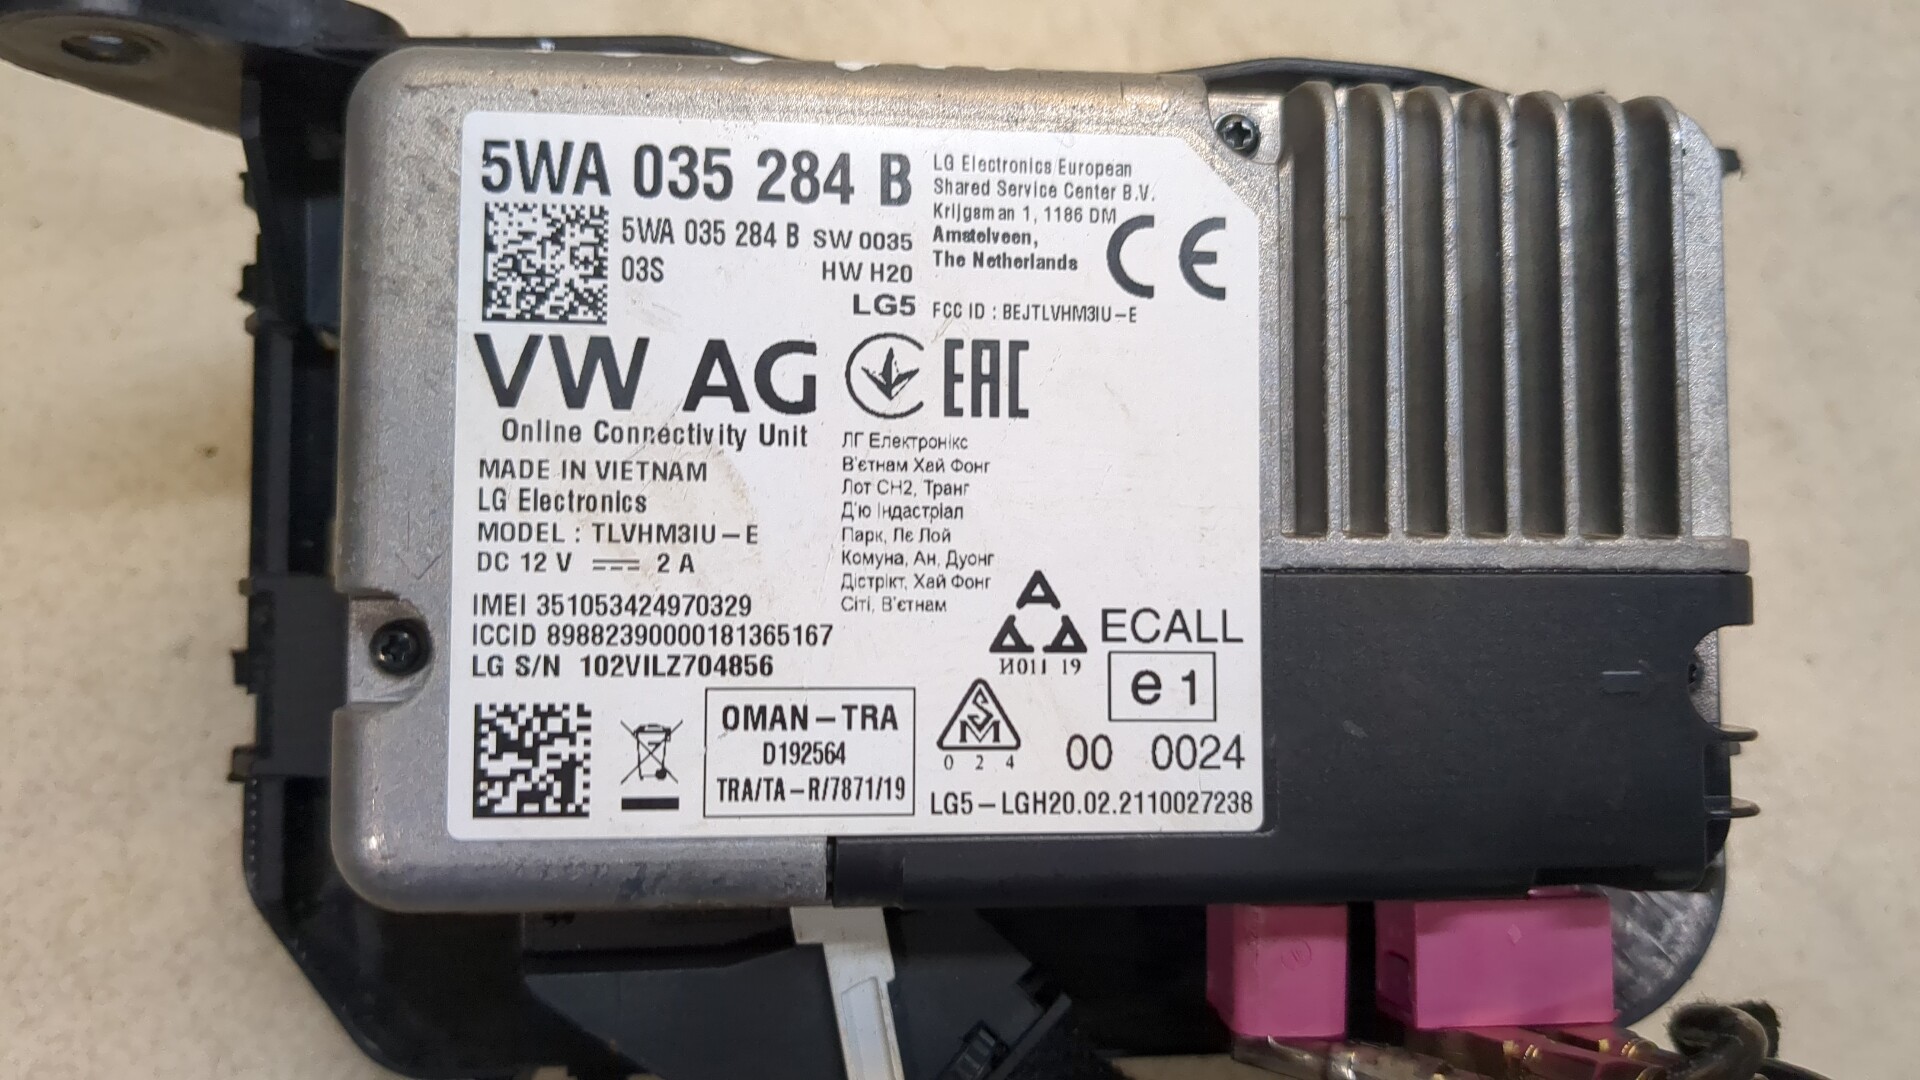 5WA 035 284 B
5WA 035 284 B SW 0035
03S HW H20
LG5
LG Electronics European
Shared Service Center B.V.
Krijgsman 1, 1186 DM
Amstelveen,
The Netherlands
CE
FCC ID : BEJTLVHM3IU-E
VW AG
EAC
Online Connectivity Unit
MADE IN VIETNAM
LG Electronics
MODEL : TLVHM3IU-E
DC 12 V 2 A
IMEI 351053424970329
ICCID 89882390000181365167
LG S/N 102VILZ704856
ЛГ Електронікс
В'єтнам Хай Фонг
Лот СН2, Транг
Д'ю Індастріал
Парк, Лє Лой
Комуна, Ан, Дуонг
Дістрікт, Хай Фонг
Сіті, В'єтнам
И011 19
ECALL
e1
OMAN-TRA
D192564
TRA/TA-R/7871/19
SM
0 2 4
00 0024
LG5-LGH20.02.2110027238